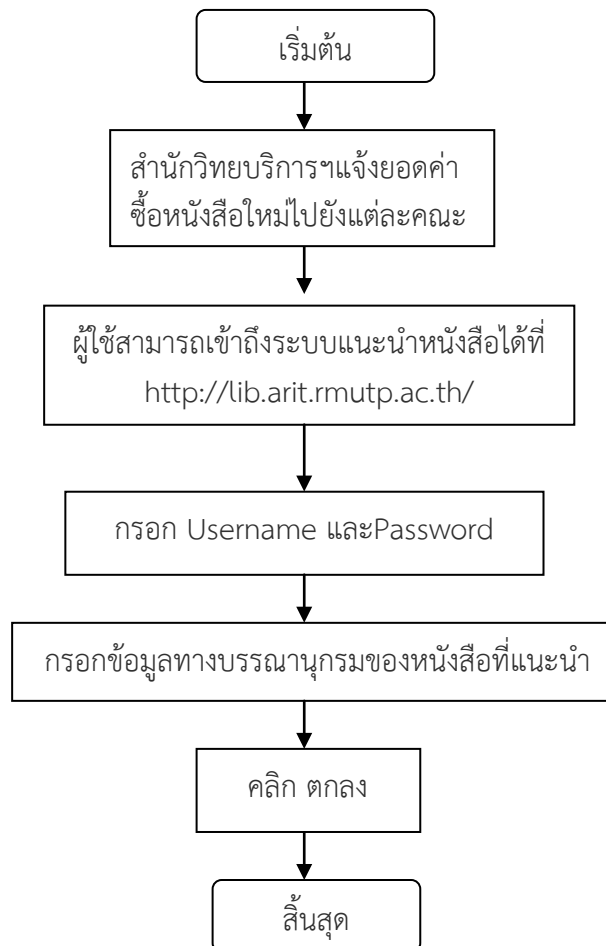 เริ่มต้น
สำนักวิทยบริการฯแจ้งยอดค่า
ซื้อหนังสือใหม่ไปยังแต่ละคณะ
ผู้ใช้สามารถเข้าถึงระบบแนะนำหนังสือได้ที่
http://lib.arit.rmutp.ac.th/
กรอก Username และPassword
กรอกข้อมูลทางบรรณานุกรมของหนังสือที่แนะนำ
คลิก ตกลง
สิ้นสุด